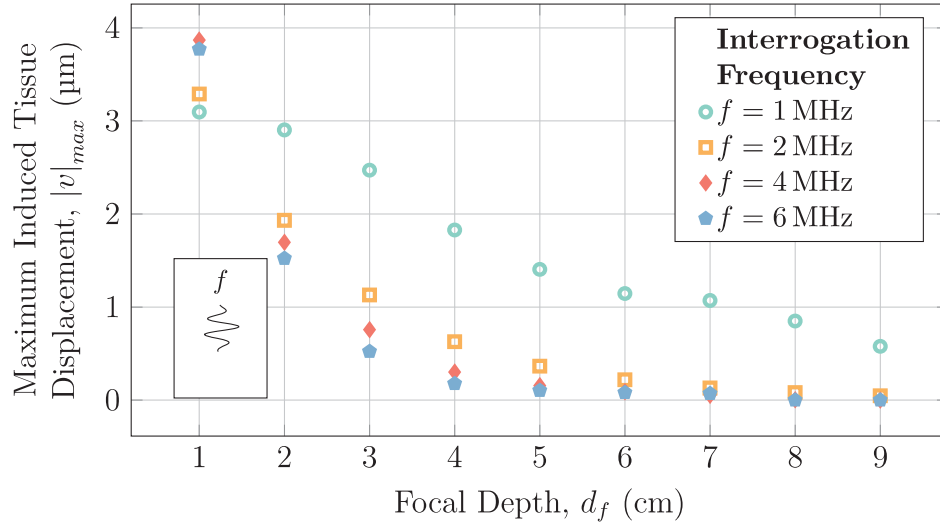 Maximum Induced Tissue
Displacement, |v|max (µm)
4
3
2
1
0
Interrogation
Frequency
f = 1 MHz
f = 2 MHz
f = 4 MHz
f = 6 MHz
f
1 2 3 4 5 6 7 8 9
Focal Depth, df (cm)